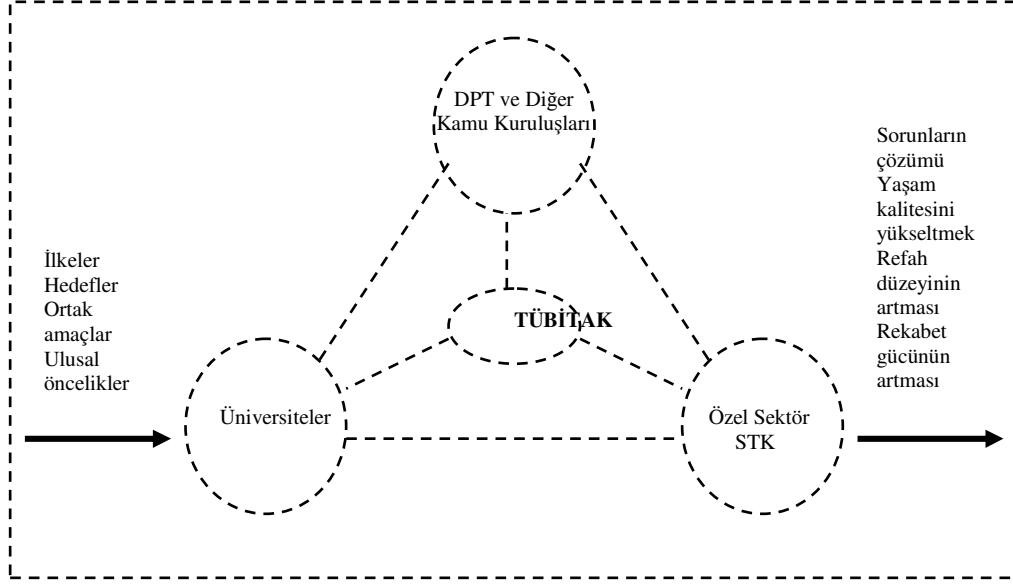 DPT ve Diğer
Kamu Kuruluşları
Sorunların
çözümü
Yaşam
kalitesini
yükseltmek
Refah
düzeyinin
artması
Rekabet
gücünün
artması
İlkeler
Hedefler
Ortak
amaçlar
Ulusal
öncelikler
TÜBİTAK
Üniversiteler
Özel Sektör
STK